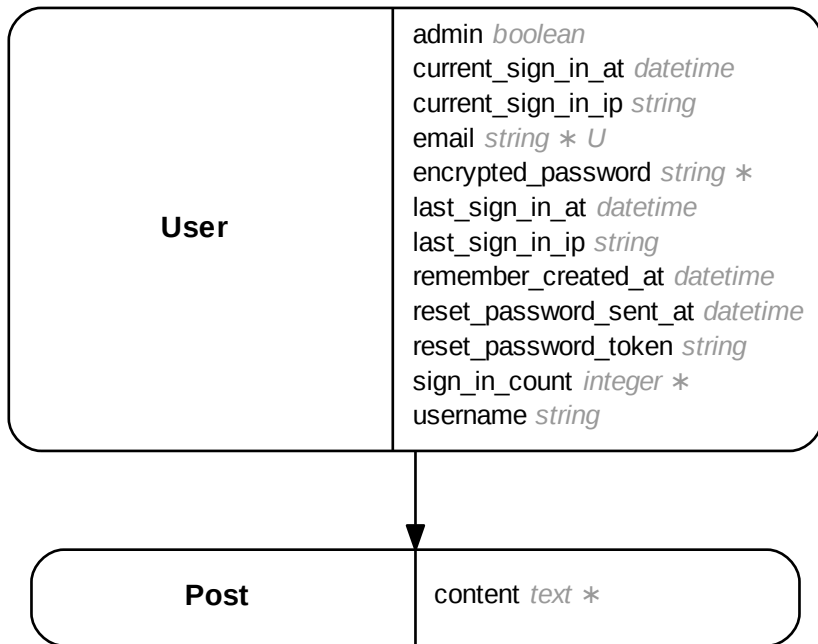 User
admin boolean
current_sign_in_at datetime
current_sign_in_ip string
email string ∗ U
encrypted_password string ∗
last_sign_in_at datetime
last_sign_in_ip string
remember_created_at datetime
reset_password_sent_at datetime
reset_password_token string
sign_in_count integer ∗
username string
Post
content text ∗